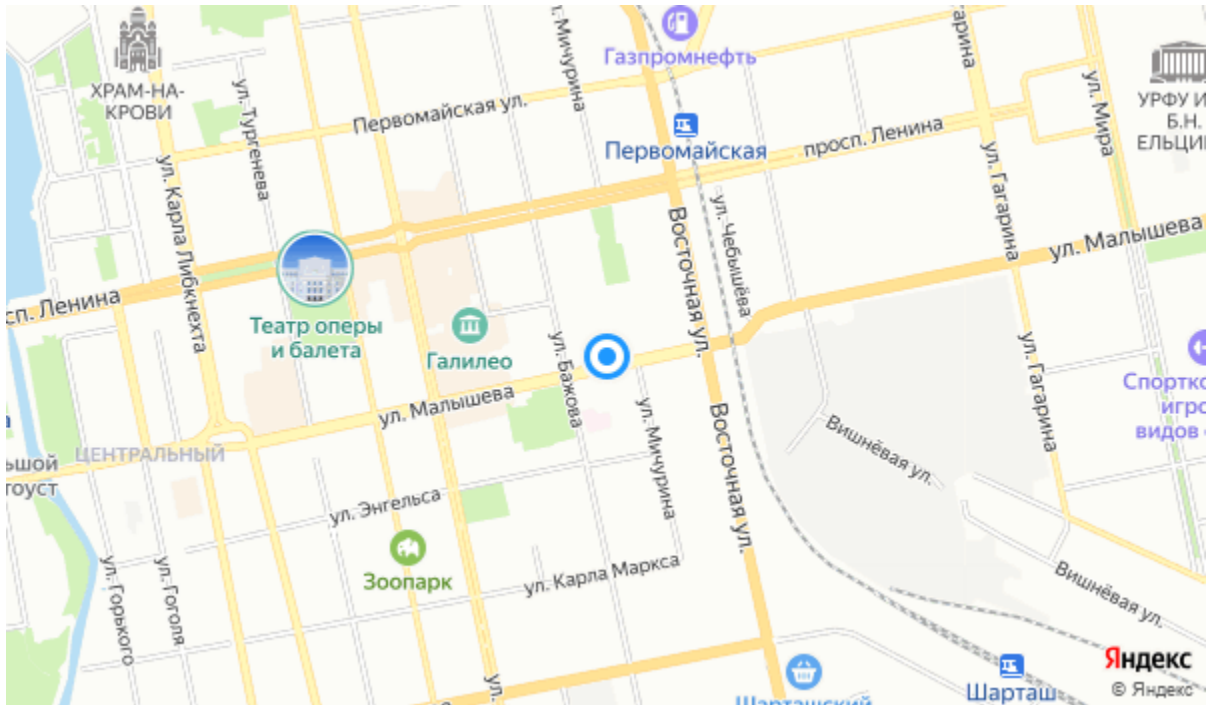 ХРАМ-НА-
КРОВИ
ул. Тургенева
Первомайская ул.
ул. Мичурина
Газпромнефть
Первомайская
просп. Ленина
ул. Мира
УРФУ И
Б.Н.
ЕЛЬЦИ
ул. Карла Либкнехта
Восточная ул.
ул. Чебышёва
ул. Гагарина
ул. Малышева
сп. Ленина
Театр оперы
и балета
Галилео
ул. Малышева
ул. Бажова
ул. Гагарина
Спортко
игро
видов
ЦЕНТРАЛЬНЫЙ
ьшой
тоуст
ул. Энгельса
ул. Мичурина
Восточная ул.
Вишнёвая ул.
Зоопарк
ул. Карла Маркса
ул. Горького
ул. Гоголя
Вишнёвая ул.
ул.
Шарташский
Шарташ
Яндекс
© Яндекс